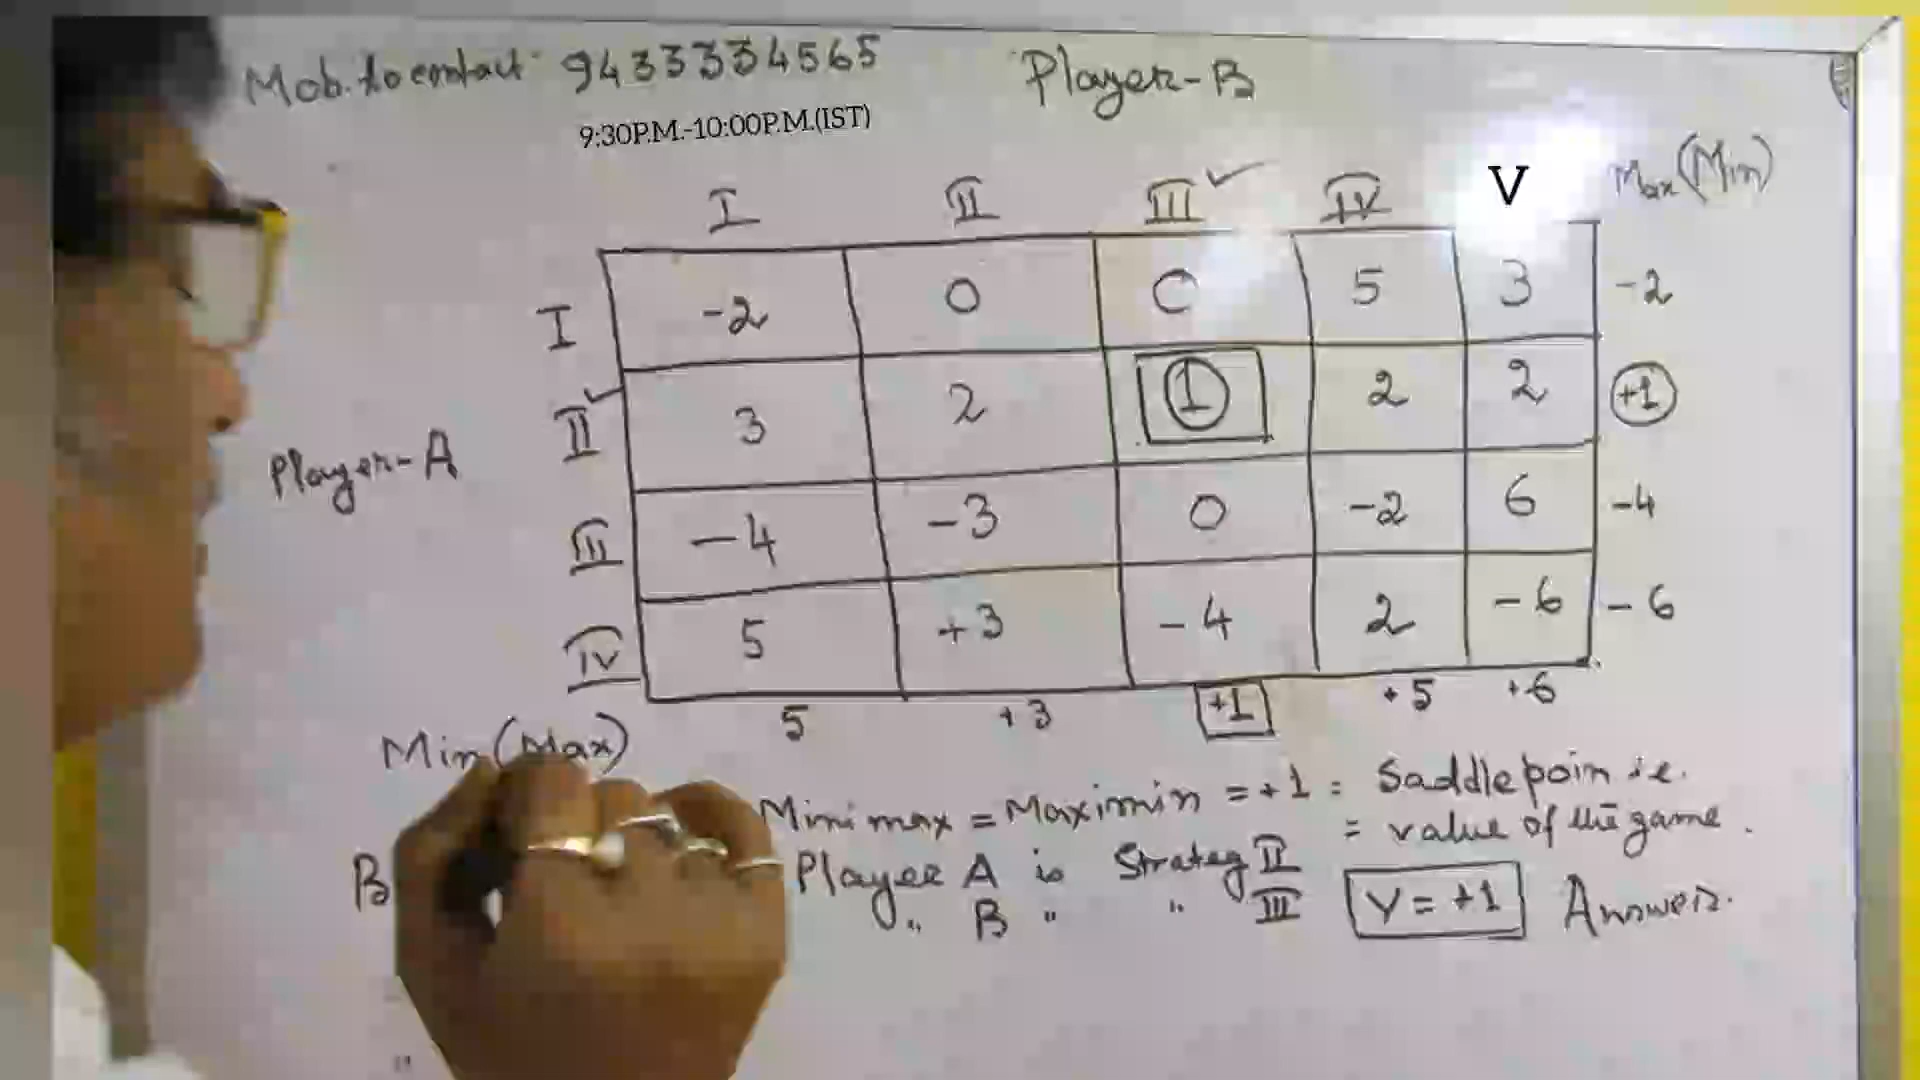 Mob. to contact - 9433334565 Player-B
9:30P.M.-10:00P.M.(IST)
I II III ✓ IV V Max(Min)
I -2 0 0 5 3 -2
II ✓ 3 2 1 2 2 +1
Player-A
III -4 -3 0 -2 6 -4
IV 5 +3 -4 2 -6 -6
5 +3 +1 +5 +6
Min(Max)
Minimax = Maximin = +1 = Saddle poin i.e.
= value of the game.
B Player A is Strateg II
" B " " III V = +1 Answer.